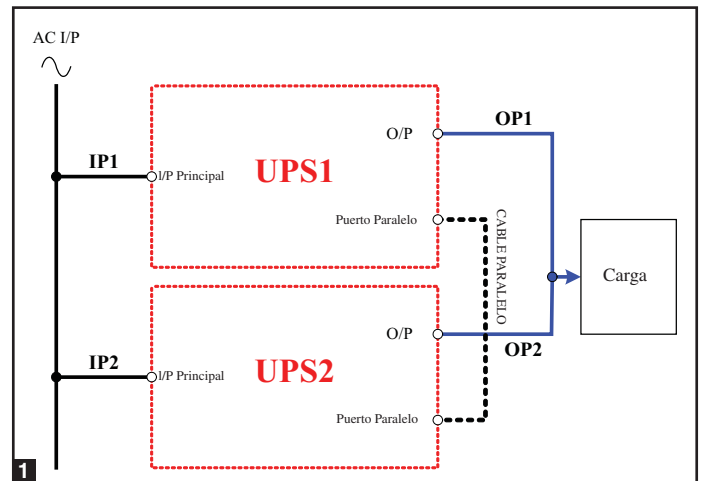 AC I/P
IP1
I/P Principal
UPS1
O/P
OP1
Puerto Paralelo
CABLE PARALELO
Carga
IP2
I/P Principal
UPS2
O/P
OP2
Puerto Paralelo
1